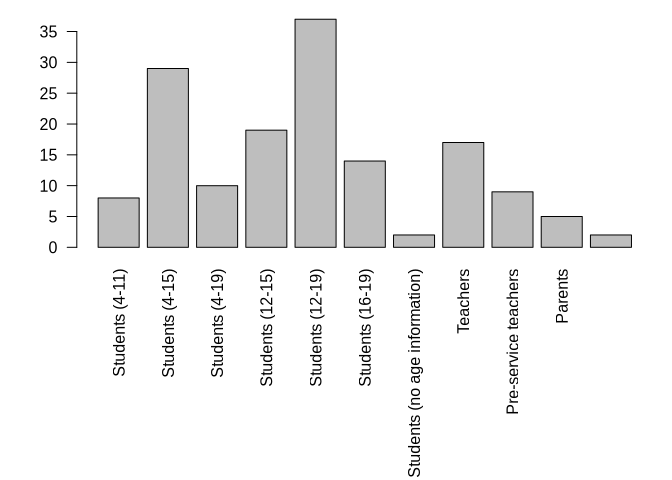 35
30
25
20
15
10
5
0
Students (4-11)
Students (4-15)
Students (4-19)
Students (12-15)
Students (12-19)
Students (16-19)
Students (no age information)
Teachers
Pre-service teachers
Parents